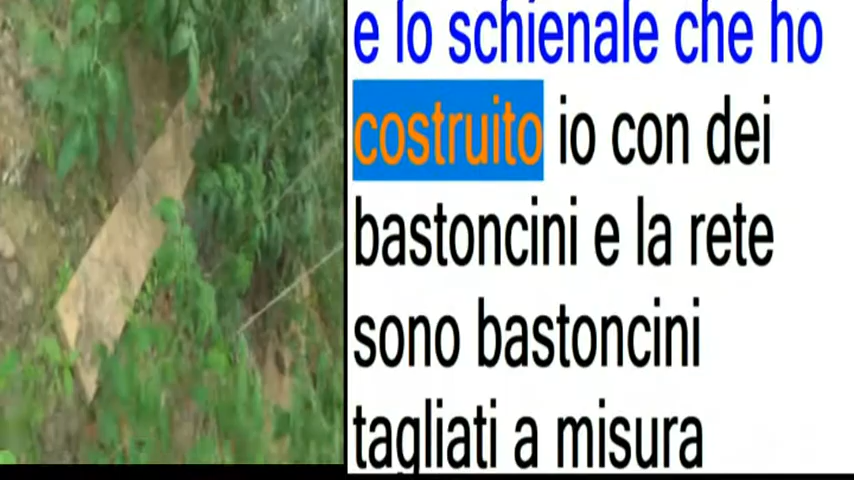 e lo schienale che ho
costruito io con dei
bastoncini e la rete
sono bastoncini
tagliati a misura